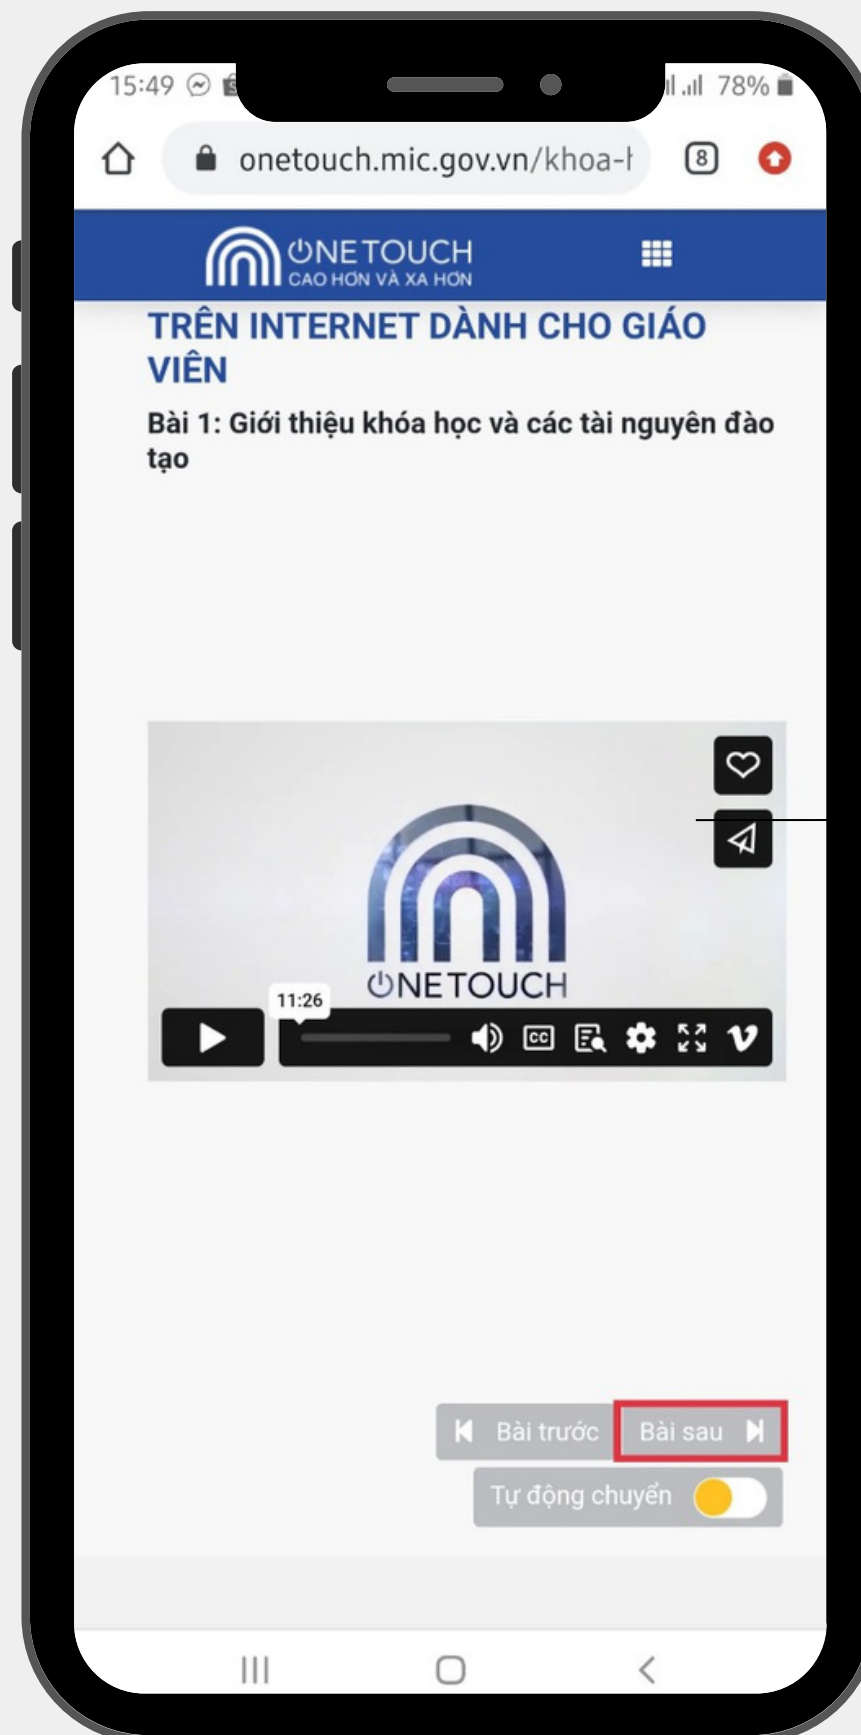 15:49
78%
onetouch.mic.gov.vn/khoa-h
8
ONETOUCH
CAO HƠN VÀ XA HƠN
TRÊN INTERNET DÀNH CHO GIÁO
VIÊN
Bài 1: Giới thiệu khóa học và các tài nguyên đào
tạo
ONETOUCH
11:26
CC
Bài trước
Bài sau
Tự động chuyển